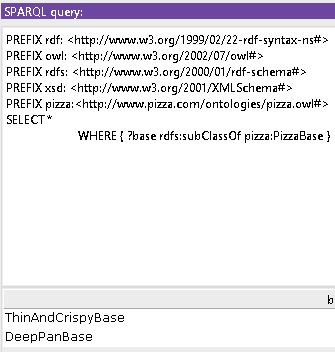 SPARQL query:
PREFIX rdf: <http://www.w3.org/1999/02/22-rdf-syntax-ns#>
PREFIX owl: <http://www.w3.org/2002/07/owl#>
PREFIX rdfs: <http://www.w3.org/2000/01/rdf-schema#>
PREFIX xsd: <http://www.w3.org/2001/XMLSchema#>
PREFIX pizza:<http://www.pizza.com/ontologies/pizza.owl#>
SELECT *
WHERE { ?base rdfs:subClassOf pizza:PizzaBase }
b
ThinAndCrispyBase
DeepPanBase